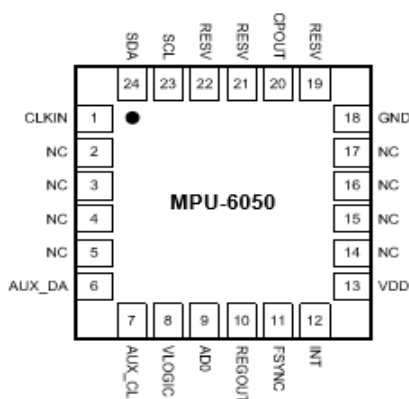 SDA SCL RESV RESV CPOUT RESV
24 23 22 21 20 19
CLKIN 1 18 GND
NC 2 17 NC
NC 3 16 NC
MPU-6050
NC 4 15 NC
NC 5 14 NC
AUX_DA 6 13 VDD
7 8 9 10 11 12
AUX_CL VLOGIC AD0 REGOUT FSYNC INT